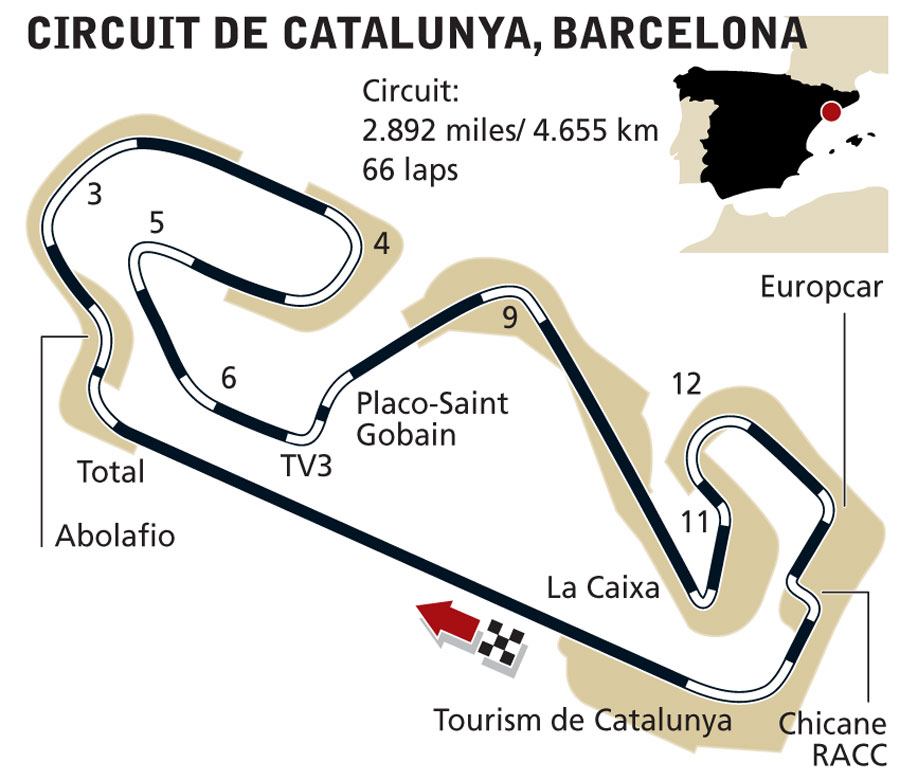 CIRCUIT DE CATALUNYA, BARCELONA
Circuit:
2.892 miles/ 4.655 km
66 laps
3
5
4
Europcar
9
12
6
Placo-Saint
Gobain
TV3
Total
11
Abolafio
La Caixa
Tourism de Catalunya
Chicane
RACC